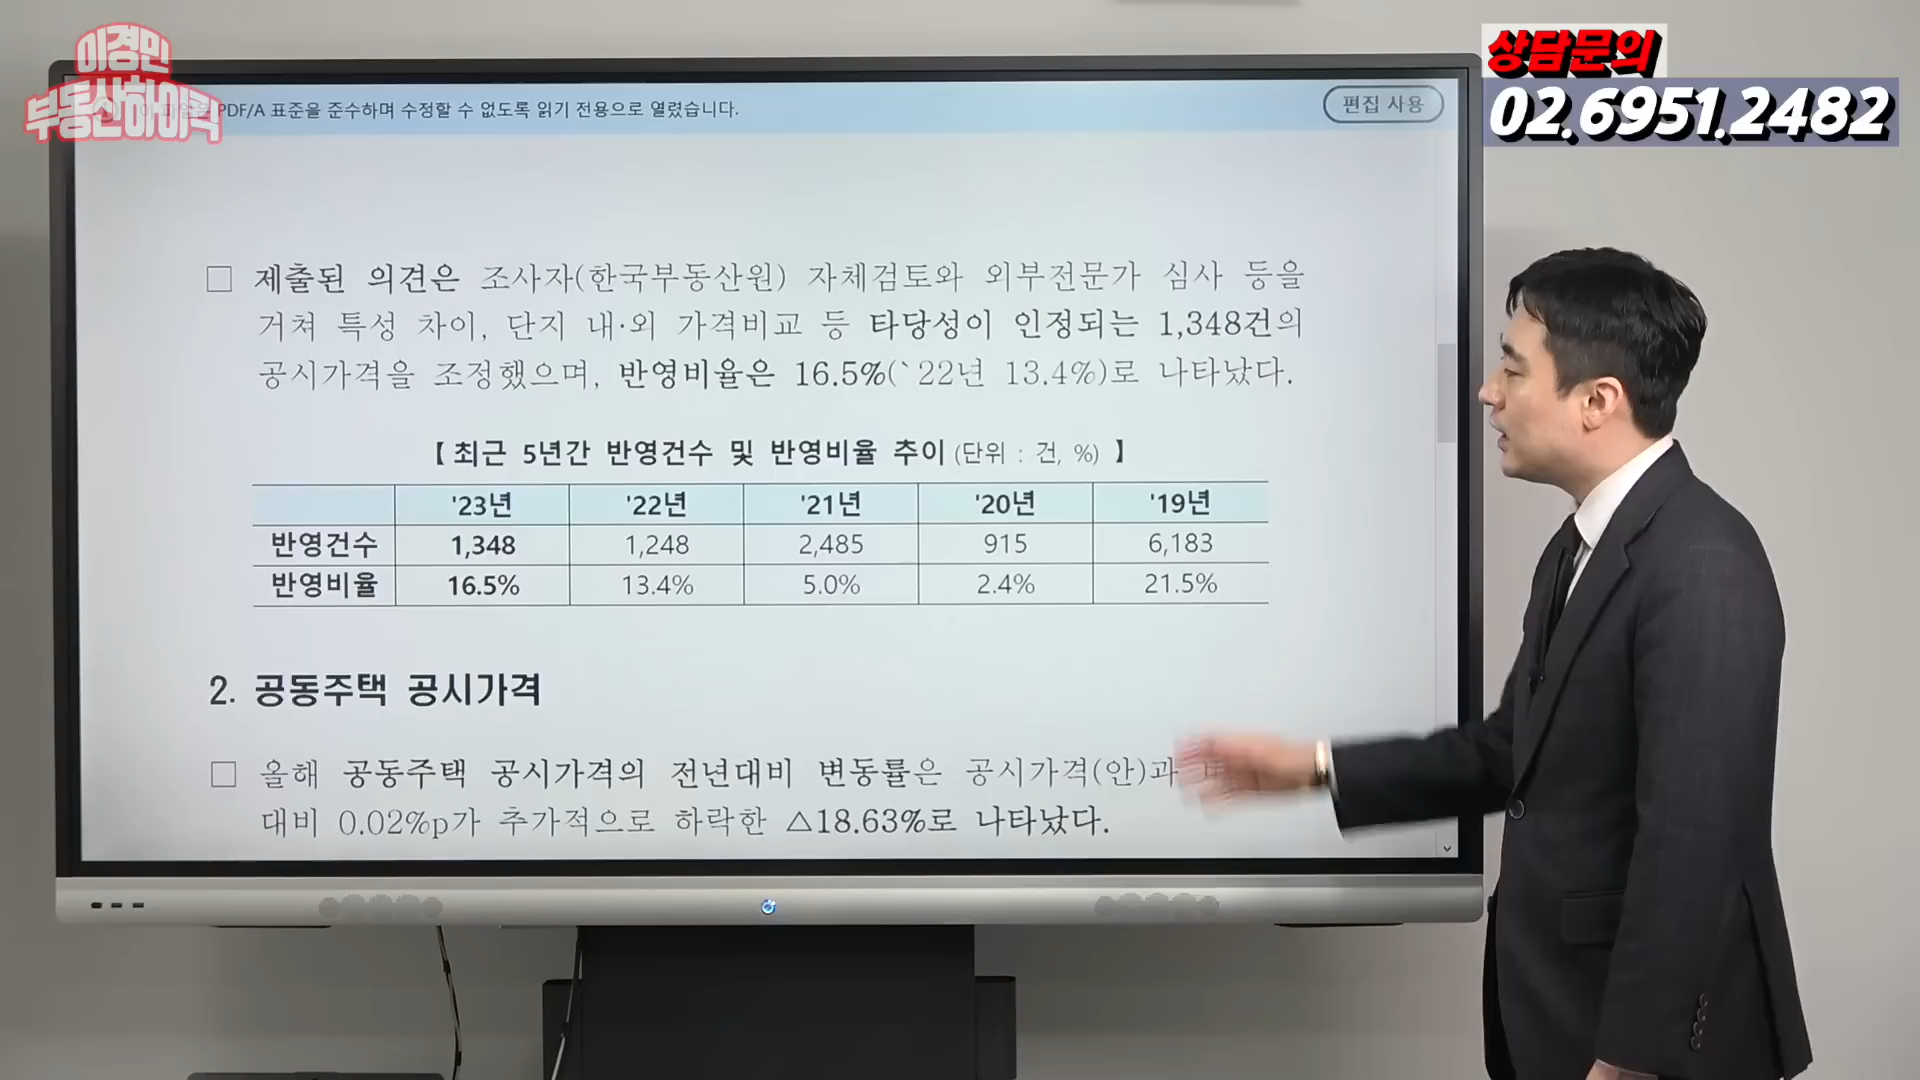 이경민
부동산하이킥
상담문의
02.6951.2482
PDF/A 표준을 준수하며 수정할 수 없도록 읽기 전용으로 열렸습니다.
편집 사용
□ 제출된 의견은 조사자(한국부동산원) 자체검토와 외부전문가 심사 등을
거쳐 특성 차이, 단지 내·외 가격비교 등 타당성이 인정되는 1,348건의
공시가격을 조정했으며, 반영비율은 16.5%(`22년 13.4%)로 나타났다.
【 최근 5년간 반영건수 및 반영비율 추이 (단위 : 건, %) 】
'23년 '22년 '21년 '20년 '19년
반영건수 1,348 1,248 2,485 915 6,183
반영비율 16.5% 13.4% 5.0% 2.4% 21.5%
2. 공동주택 공시가격
□ 올해 공동주택 공시가격의 전년대비 변동률은 공시가격(안)과
대비 0.02%p가 추가적으로 하락한 △18.63%로 나타났다.